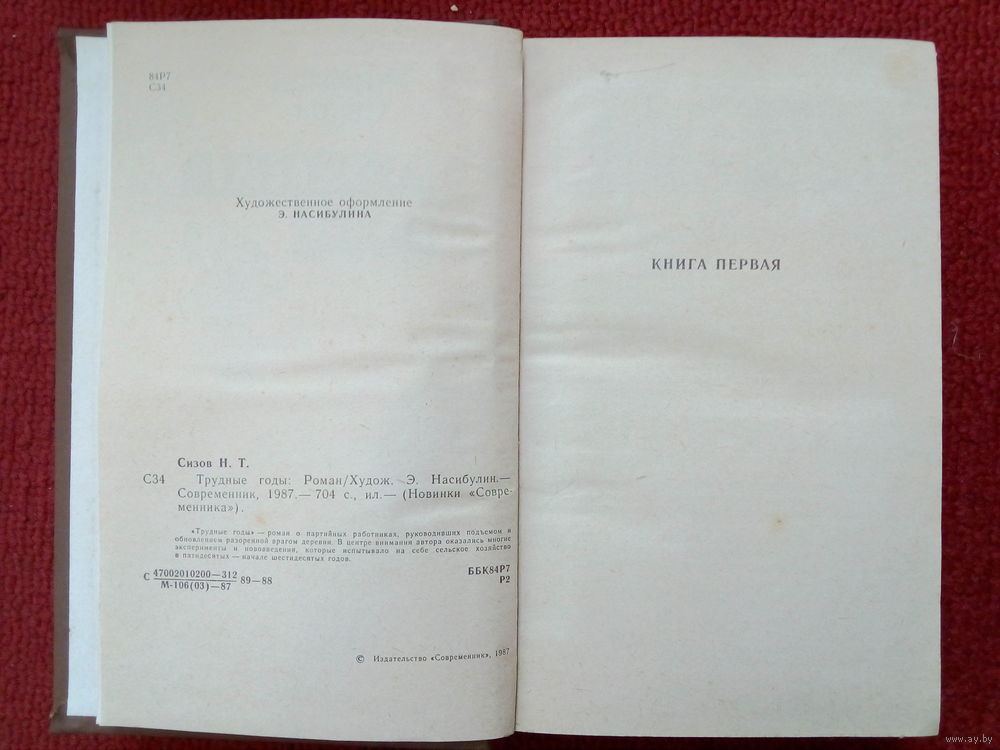 84Р7
С34
Художественное оформление
Э. НАСИБУЛИНА
Сизов Н. Т.
С34 Трудные годы: Роман/Худож. Э. Насибулин.—
Современник, 1987.— 704 с., ил.— (Новинки «Совре-
менника»).
«Трудные годы» — роман о партийных работниках, руководивших подъемом и
обновлением разоренной врагом деревни. В центре внимания автора оказались многие
эксперименты и нововведения, которые испытывало на себе сельское хозяйство
в пятидесятых — начале шестидесятых годов.
С 47002010200—312 89—88
М-106(03)—87
ББК84Р7
Р2
© Издательство «Современник», 1987
КНИГА ПЕРВАЯ
www.ay.by